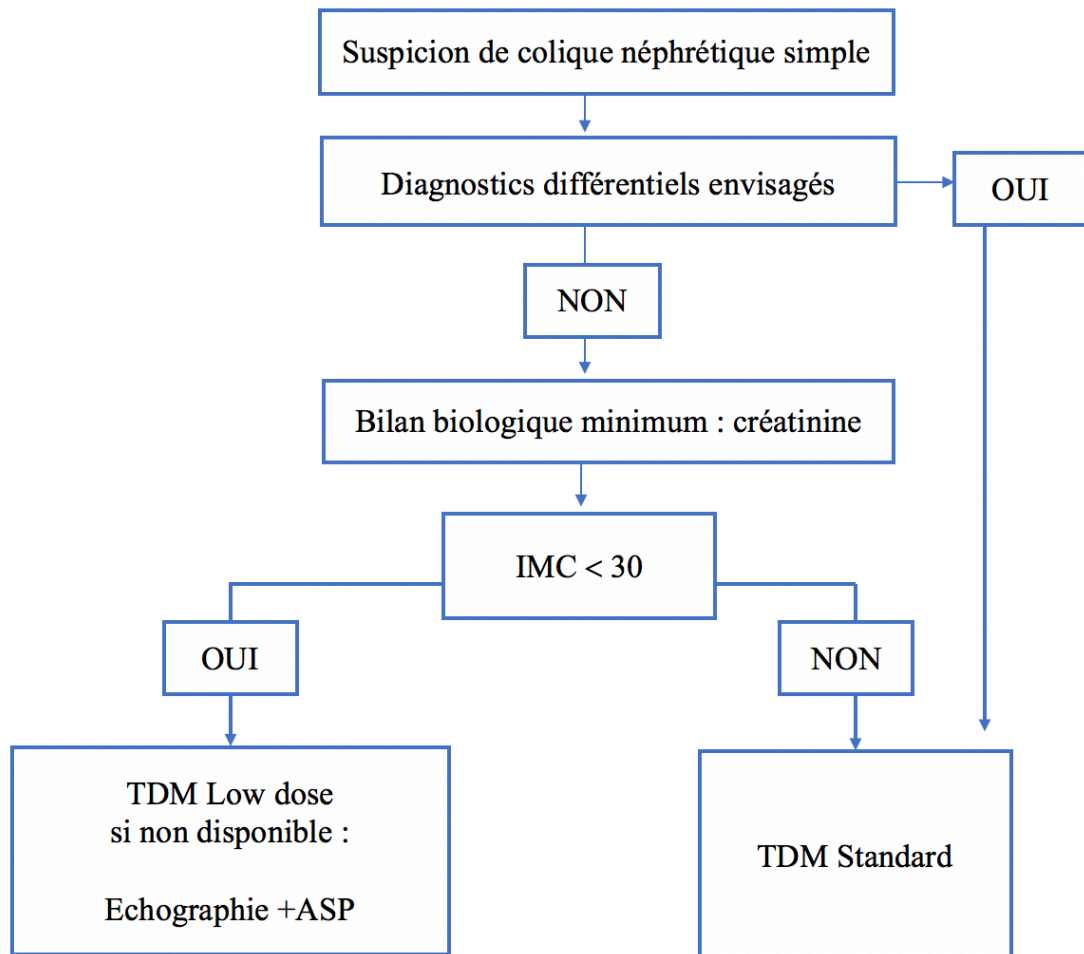 Suspicion de colique néphrétique simple
Diagnostics différentiels envisagés
OUI
NON
Bilan biologique minimum : créatinine
IMC < 30
OUI
NON
TDM Low dose
si non disponible :
Echographie +ASP
TDM Standard